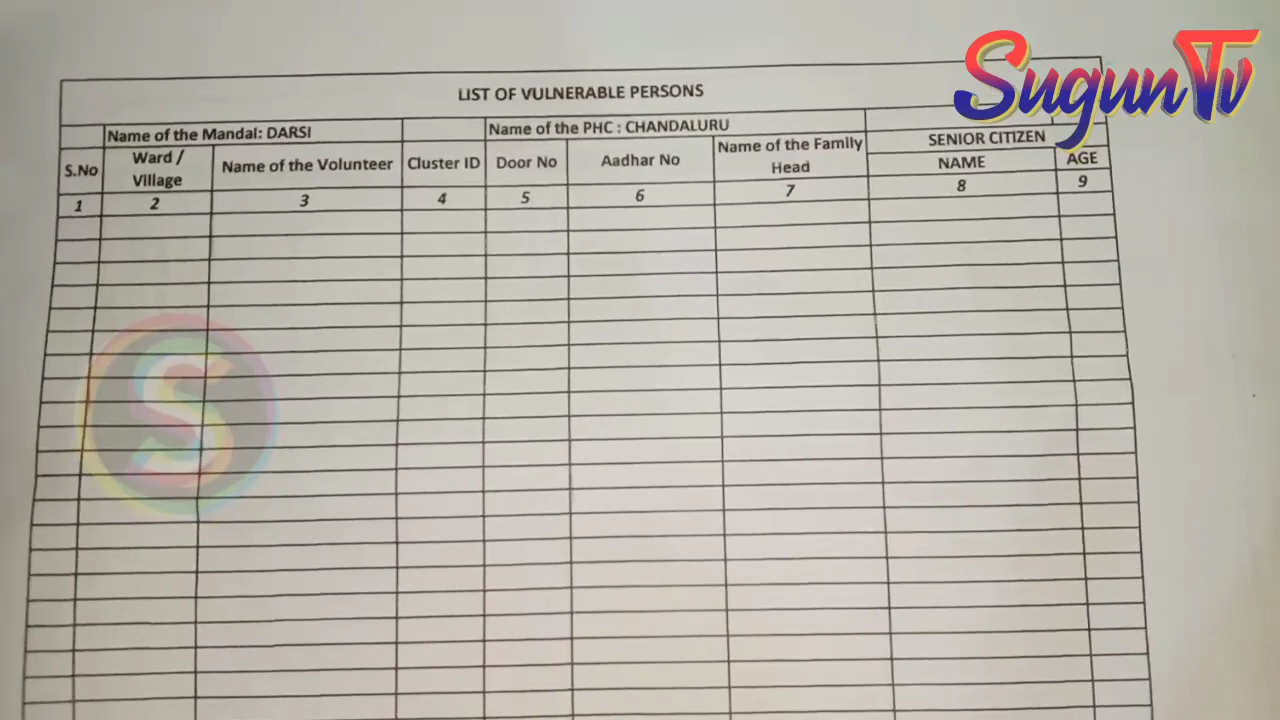 SugunTv
LIST OF VULNERABLE PERSONS
Name of the Mandal: DARSI
Name of the PHC : CHANDALURU
S.No
Ward /
Village
Name of the Volunteer
Cluster ID
Door No
Aadhar No
Name of the Family
Head
SENIOR CITIZEN
NAME
AGE
1 2 3 4 5 6 7 8 9
S